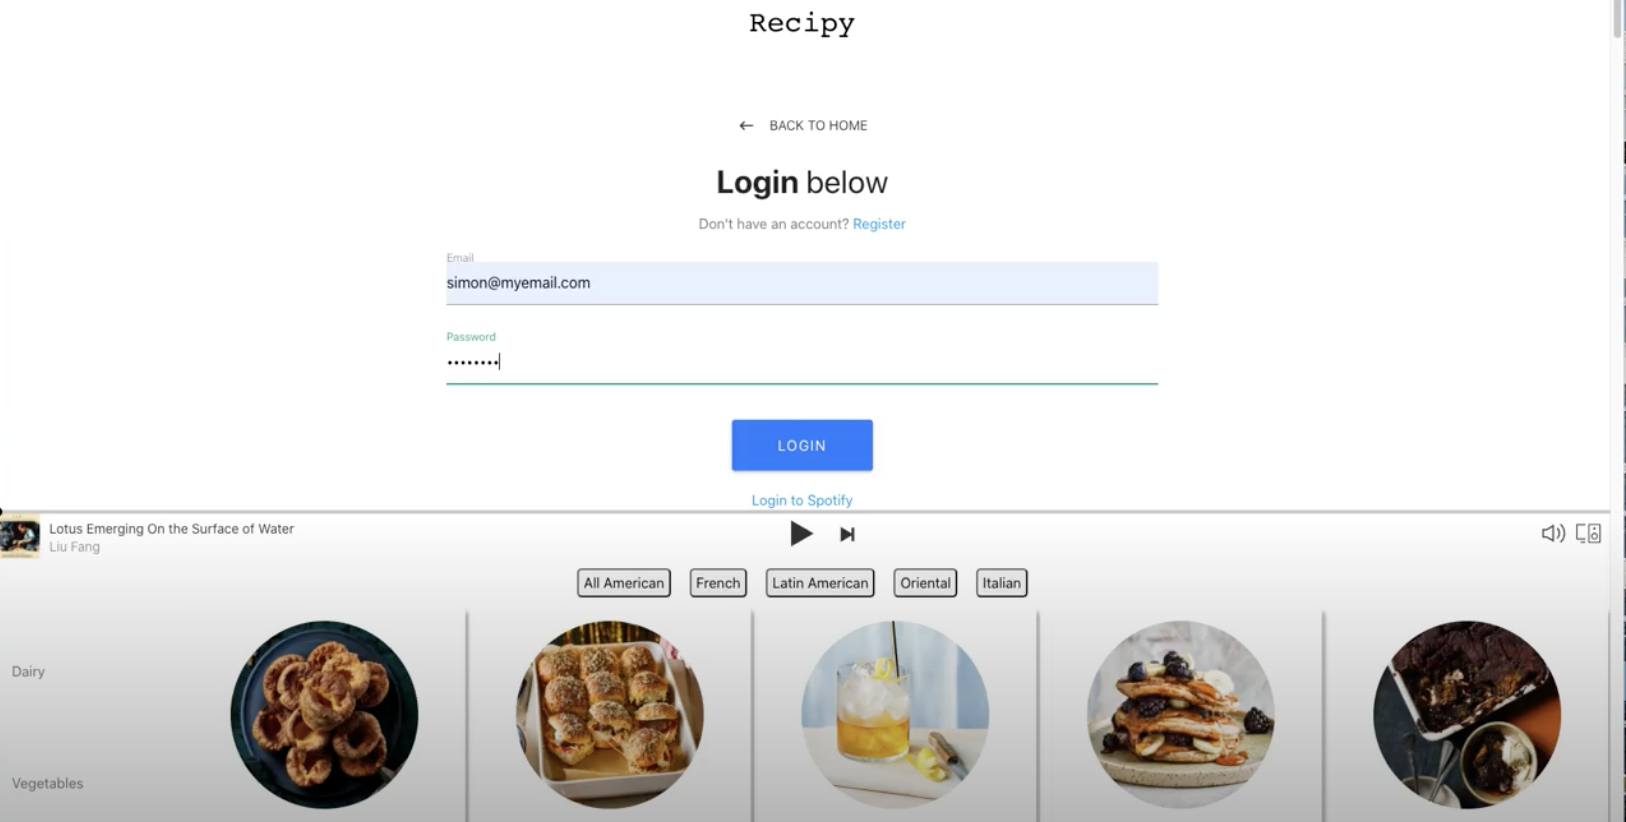 Recipy
BACK TO HOME
Login below
Don't have an account? Register
Email
simon@myemail.com
Password
••••••••
LOGIN
Login to Spotify
Lotus Emerging On the Surface of Water
Liu Fang
All American French Latin American Oriental Italian
Dairy
Vegetables